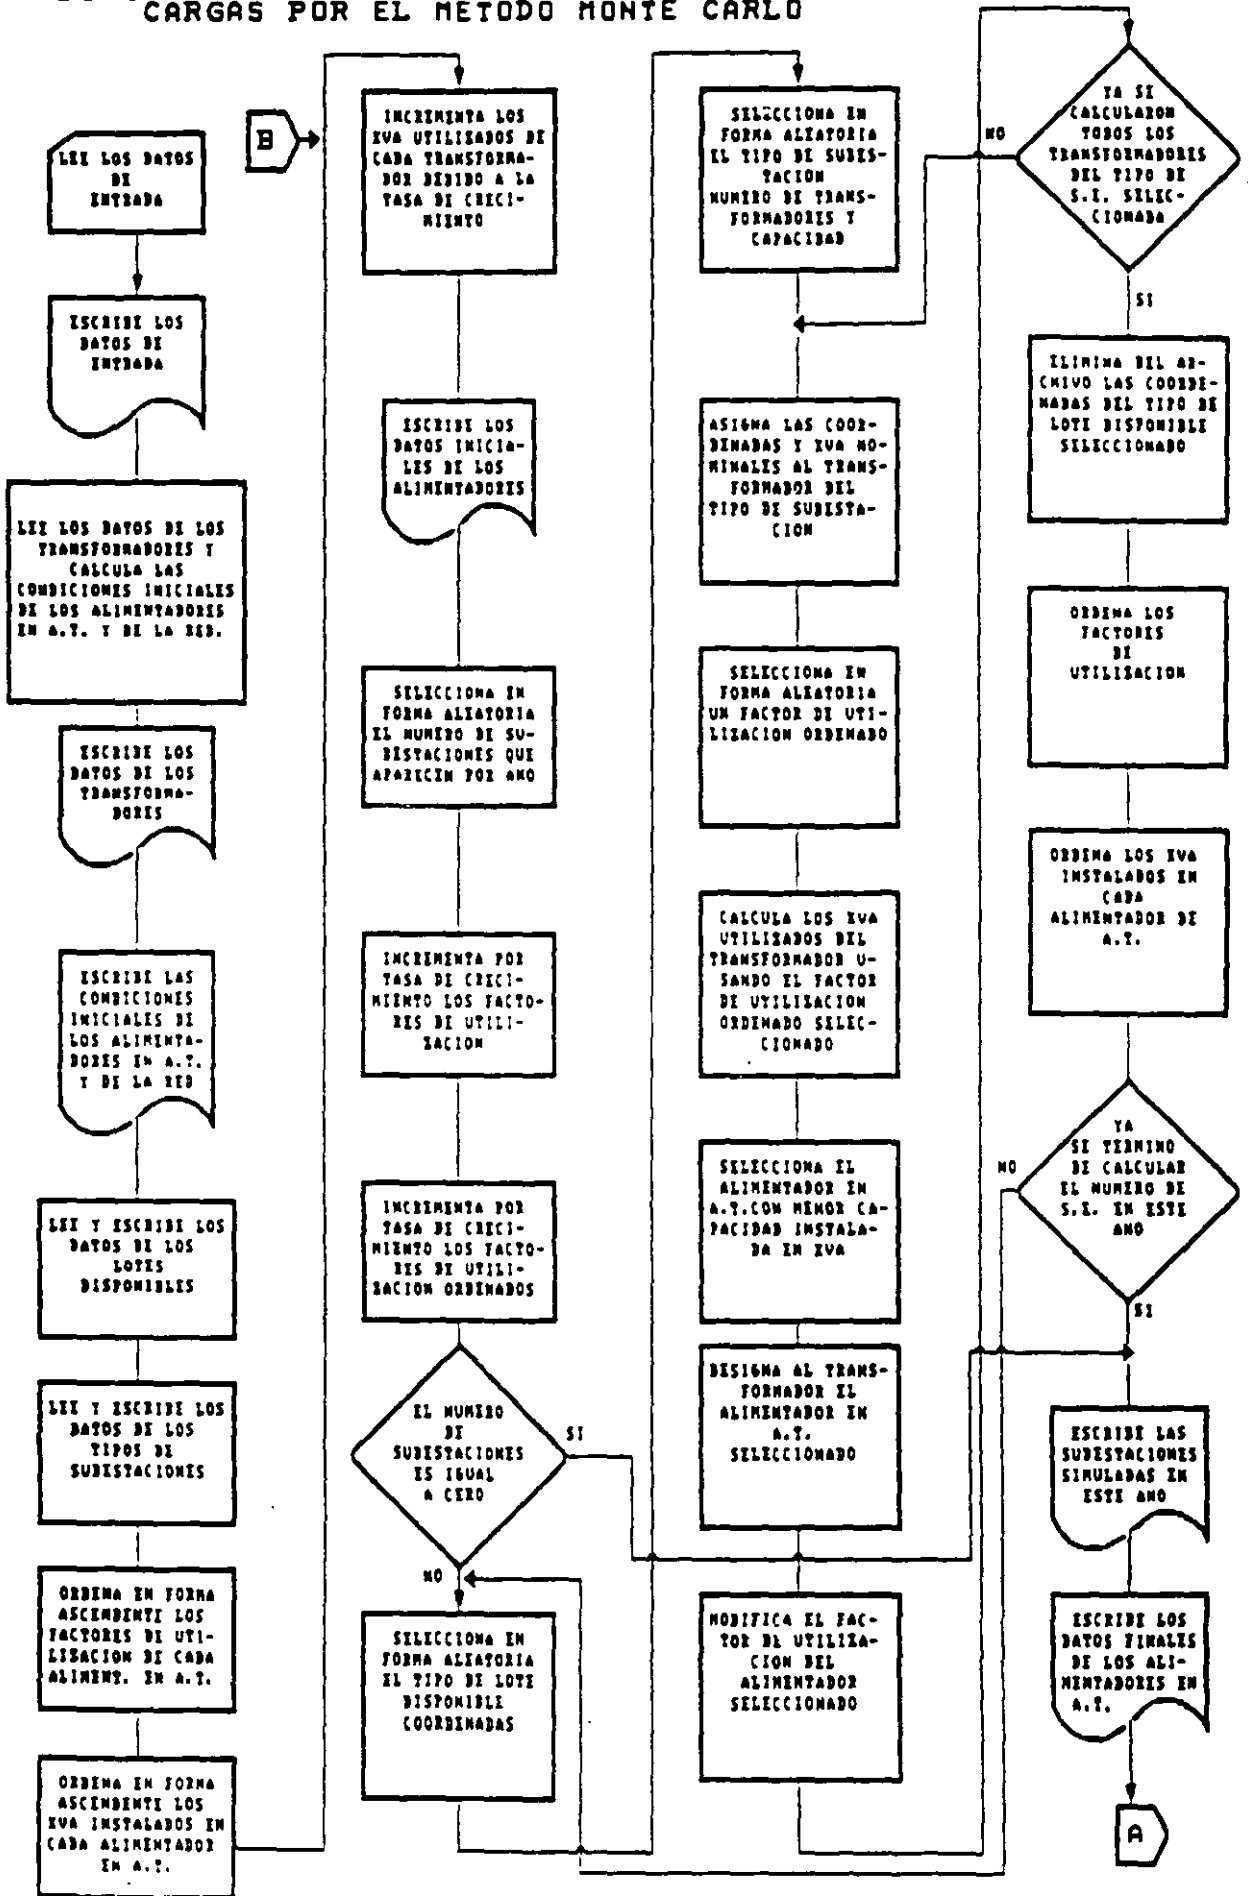 CARGAS POR EL METODO MONTE CARLO
LEE LOS DATOS
DE
ENTRADA
ESCRIBE LOS
DATOS DE
ENTRADA
LEE LOS DATOS DE LOS
TRANSFORMADORES Y
CALCULA LAS
CONDICIONES INICIALES
DE LOS ALIMENTADORES
EN A.T. Y DE LA RED.
ESCRIBE LOS
DATOS DE LOS
TRANSFORMA-
DORES
ESCRIBE LAS
CONDICIONES
INICIALES DE
LOS ALIMENTA-
DORES EN A.T.
Y DE LA RED
LEE Y ESCRIBE LOS
DATOS DE LOS
LOTES
DISPONIBLES
LEE Y ESCRIBE LOS
DATOS DE LOS
TIPOS DE
SUBESTACIONES
ORDENA EN FORMA
ASCENDENTE LOS
FACTORES DE UTI-
LIZACION DE CADA
ALIMENT. EN A.T.
ORDENA EN FORMA
ASCENDENTE LOS
KVA INSTALADOS EN
CADA ALIMENTADOR
EN A.T.
B
INCREMENTA LOS
KVA UTILIZADOS DE
CADA TRANSFORMA-
DOR DEBIDO A LA
TASA DE CRECI-
MIENTO
ESCRIBE LOS
DATOS INICIA-
LES DE LOS
ALIMENTADORES
SELECCIONA EN
FORMA ALEATORIA
EL NUMERO DE SU-
BESTACIONES QUE
APARECEN POR ANO
INCREMENTA POR
TASA DE CRECI-
MIENTO LOS FACTO-
RES DE UTILI-
ZACION
INCREMENTA POR
TASA DE CRECI-
MIENTO LOS FACTO-
RES DE UTILI-
ZACION ORDENADOS
EL NUMERO
DE
SUBESTACIONES
ES IGUAL
A CERO
SI
NO
SELECCIONA EN
FORMA ALEATORIA
EL TIPO DE LOTE
DISPONIBLE
COORDENADAS
SELECCIONA EN
FORMA ALEATORIA
EL TIPO DE SUBES-
TACION
NUMERO DE TRANS-
FORMADORES Y
CAPACIDAD
ASIGNA LAS COOR-
DENADAS Y KVA NO-
MINALES AL TRANS-
FORMADOR DEL
TIPO DE SUBESTA-
CION
SELECCIONA EN
FORMA ALEATORIA
UN FACTOR DE UTI-
LIZACION ORDENADO
CALCULA LOS KVA
UTILIZADOS DEL
TRANSFORMADOR U-
SANDO EL FACTOR
DE UTILIZACION
ORDENADO SELEC-
CIONADO
SELECCIONA EL
ALIMENTADOR EN
A.T.CON MENOR CA-
PACIDAD INSTALA-
DA EN KVA
DESIGNA AL TRANS-
FORMADOR EL
ALIMENTADOR EN
A.T.
SELECCIONADO
MODIFICA EL FAC-
TOR DE UTILIZA-
CION DEL
ALIMENTADOR
SELECCIONADO
YA SE
CALCULARON
TODOS LOS
TRANSFORMADORES
DEL TIPO DE
S.E. SELEC-
CIONADA
NO
SI
ELIMINA DEL AR-
CHIVO LAS COORDE-
NADAS DEL TIPO DE
LOTE DISPONIBLE
SELECCIONADO
ORDENA LOS
FACTORES
DE
UTILIZACION
ORDENA LOS KVA
INSTALADOS EN
CADA
ALIMENTADOR DE
A.T.
YA
SE TERMINO
DE CALCULAR
EL NUMERO DE
S.E. EN ESTE
ANO
NO
SI
ESCRIBE LAS
SUBESTACIONES
SIMULADAS EN
ESTE ANO
ESCRIBE LOS
DATOS FINALES
DE LOS ALI-
MENTADORES EN
A.T.
A